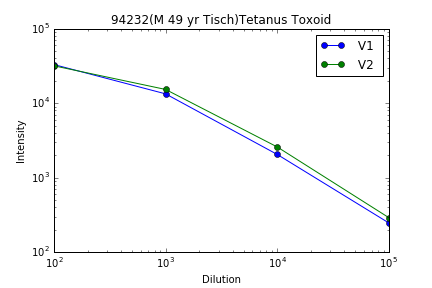 94232(M 49 yr Tisch)Tetanus Toxoid
V1
V2
Intensity
10^5
10^4
10^3
10^2
10^2 10^3 10^4 10^5
Dilution